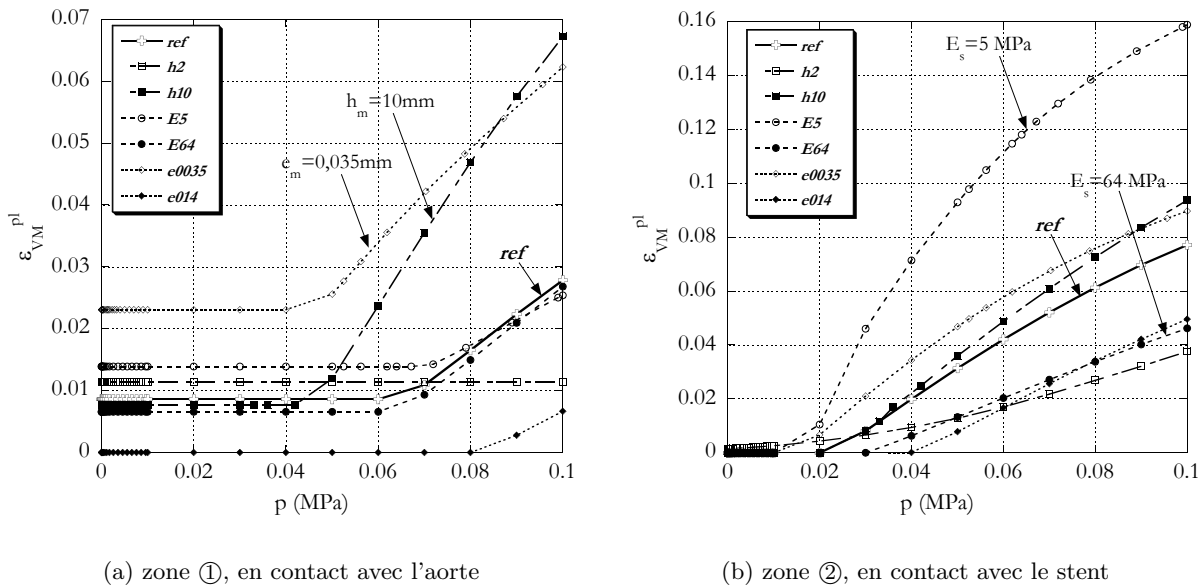 0.07
0.06
0.05
0.04
0.03
0.02
0.01
0
0 0.02 0.04 0.06 0.08 0.1
ε_VM^pl
p (MPa)
ref
h2
h10
E5
E64
e0035
e014
h_m=10mm
e_m=0,035mm
ref
(a) zone ①, en contact avec l'aorte
0.16
0.14
0.12
0.1
0.08
0.06
0.04
0.02
0
0 0.02 0.04 0.06 0.08 0.1
ε_VM^pl
p (MPa)
ref
h2
h10
E5
E64
e0035
e014
E_s=5 MPa
E_s=64 MPa
ref
(b) zone ②, en contact avec le stent